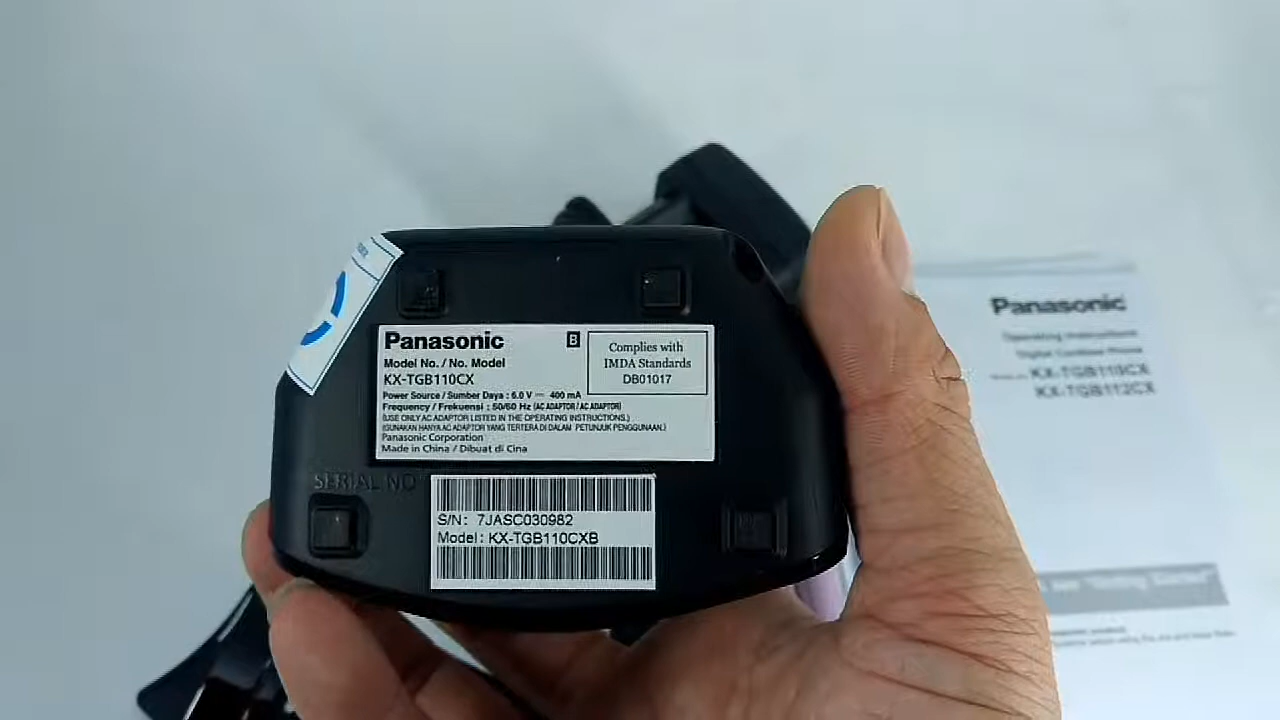 Panasonic B
Model No. / No. Model
KX-TGB110CX
Power Source / Sumber Daya : 6.0 V ⎓ 400 mA
Frequency / Frekuensi : 50/60 Hz (AC ADAPTOR / AC ADAPTOR)
(USE ONLY AC ADAPTOR LISTED IN THE OPERATING INSTRUCTIONS.)
(GUNAKAN HANYA AC ADAPTOR YANG TERTERA DI DALAM PETUNJUK PENGGUNAAN.)
Panasonic Corporation
Made in China / Dibuat di Cina
Complies with
IMDA Standards
DB01017
SERIAL NO
S/N: 7JASC030982
Model: KX-TGB110CXB
Panasonic
Operating Instructions
Digital Cordless Phone
KX-TGB110CX
KX-TGB112CX